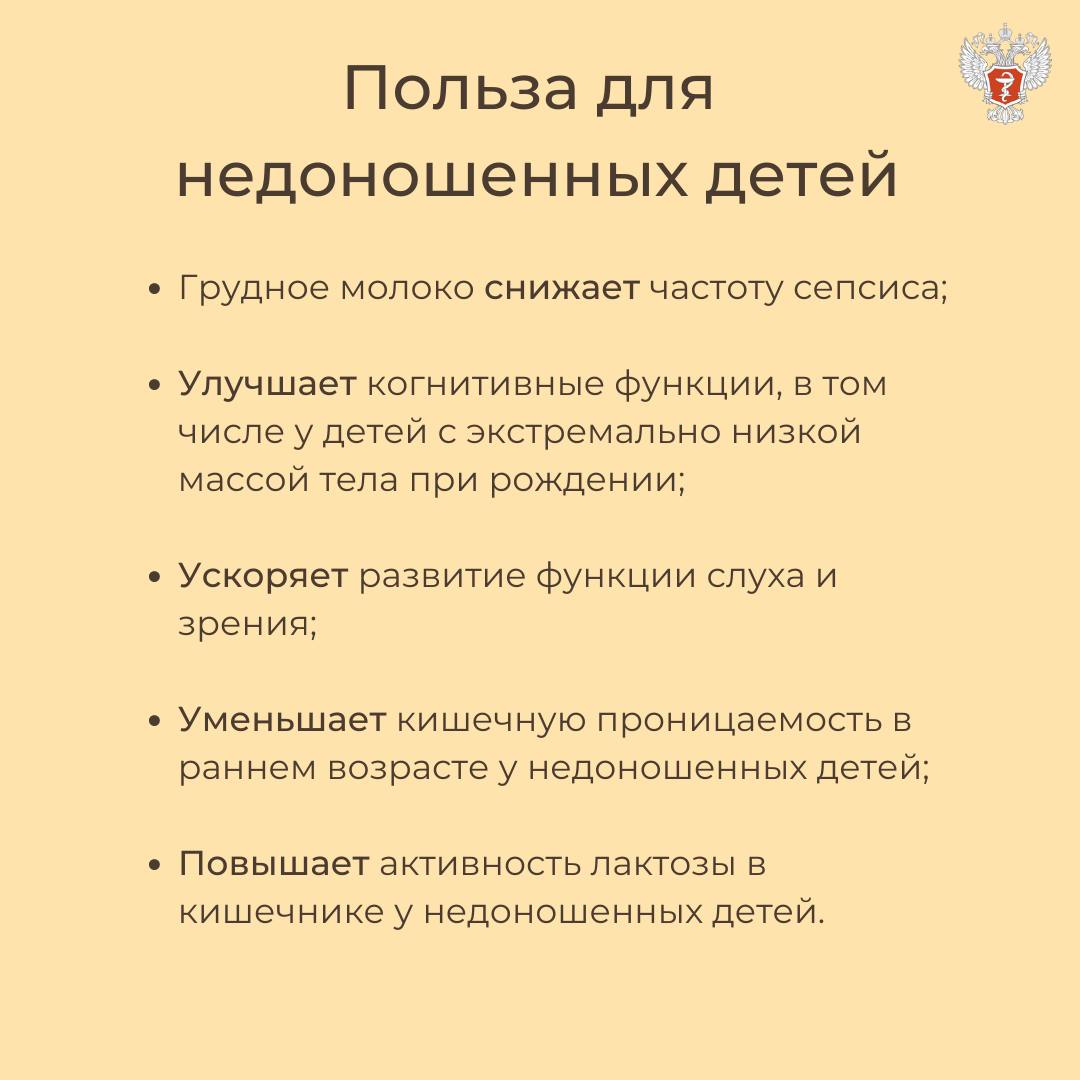 Польза для
недоношенных детей
• Грудное молоко снижает частоту сепсиса;
• Улучшает когнитивные функции, в том
числе у детей с экстремально низкой
массой тела при рождении;
• Ускоряет развитие функции слуха и
зрения;
• Уменьшает кишечную проницаемость в
раннем возрасте у недоношенных детей;
• Повышает активность лактозы в
кишечнике у недоношенных детей.